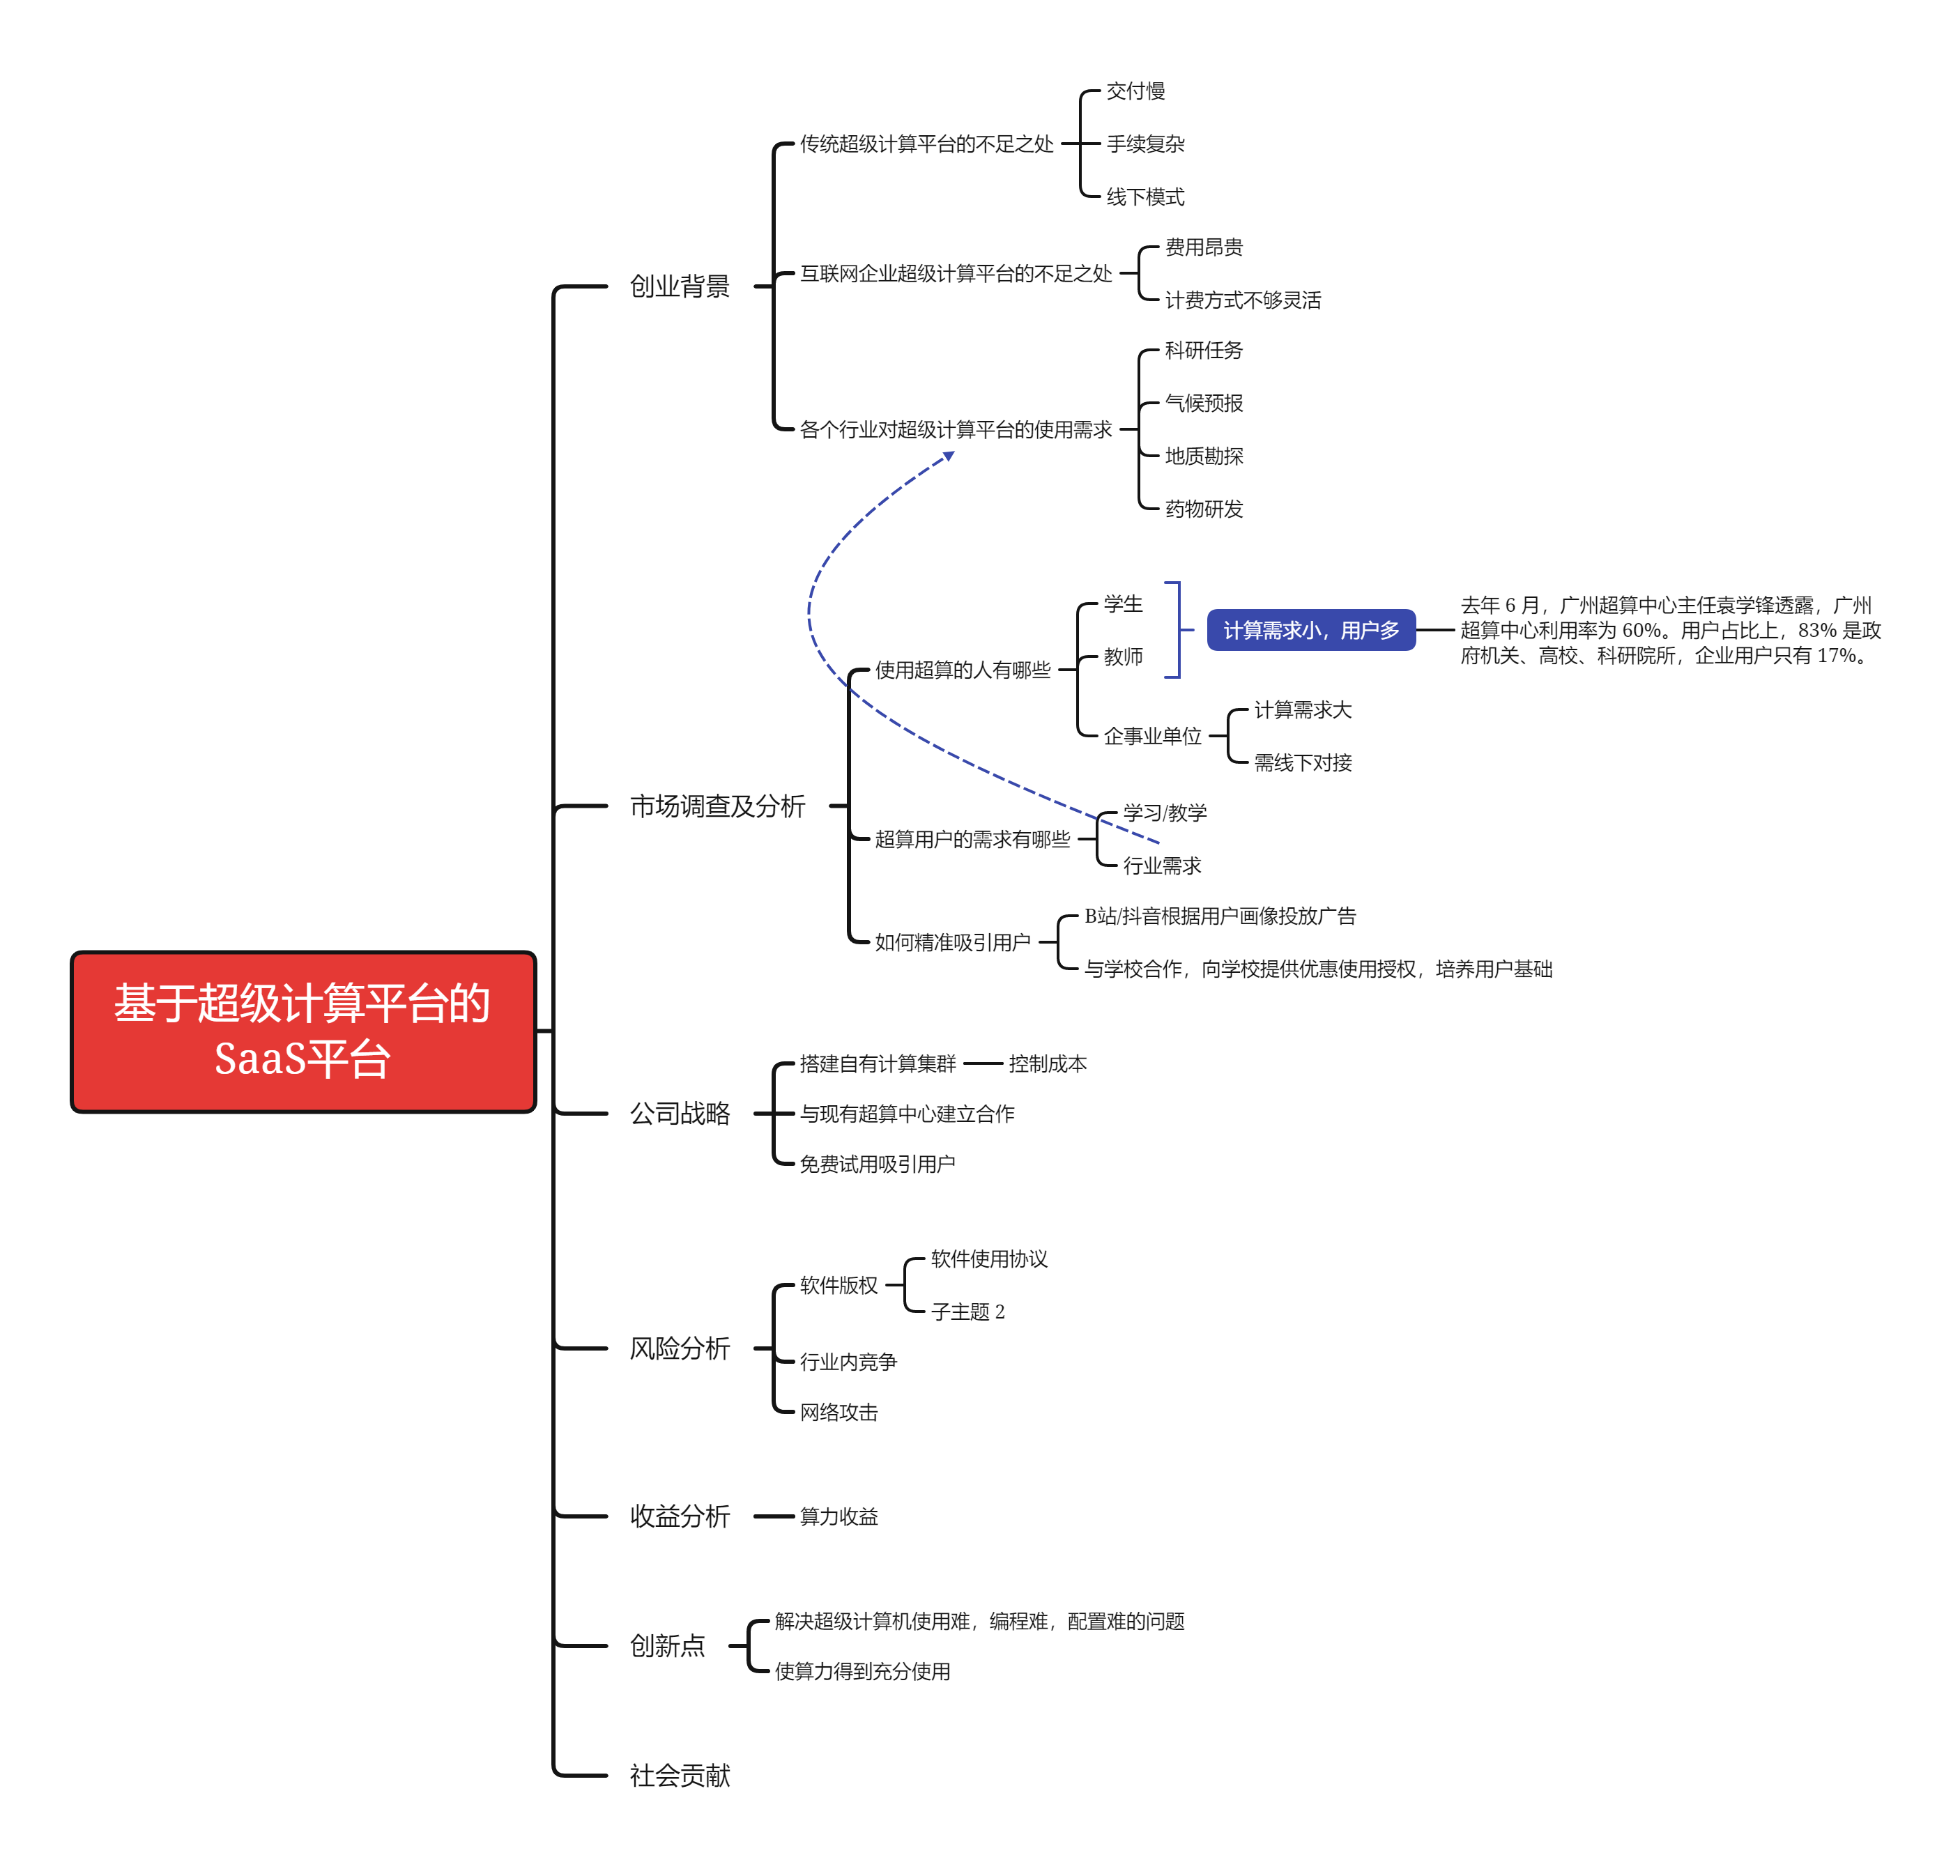 基于超级计算平台的
SaaS平台
创业背景
传统超级计算平台的不足之处
交付慢
手续复杂
线下模式
互联网企业超级计算平台的不足之处
费用昂贵
计费方式不够灵活
各个行业对超级计算平台的使用需求
科研任务
气候预报
地质勘探
药物研发
市场调查及分析
使用超算的人有哪些
学生
教师
计算需求小，用户多
去年 6 月，广州超算中心主任袁学锋透露，广州
超算中心利用率为 60%。用户占比上，83% 是政
府机关、高校、科研院所，企业用户只有 17%。
企事业单位
计算需求大
需线下对接
超算用户的需求有哪些
学习/教学
行业需求
如何精准吸引用户
B站/抖音根据用户画像投放广告
与学校合作，向学校提供优惠使用授权，培养用户基础
公司战略
搭建自有计算集群
控制成本
与现有超算中心建立合作
免费试用吸引用户
风险分析
软件版权
软件使用协议
子主题 2
行业内竞争
网络攻击
收益分析
算力收益
创新点
解决超级计算机使用难，编程难，配置难的问题
使算力得到充分使用
社会贡献